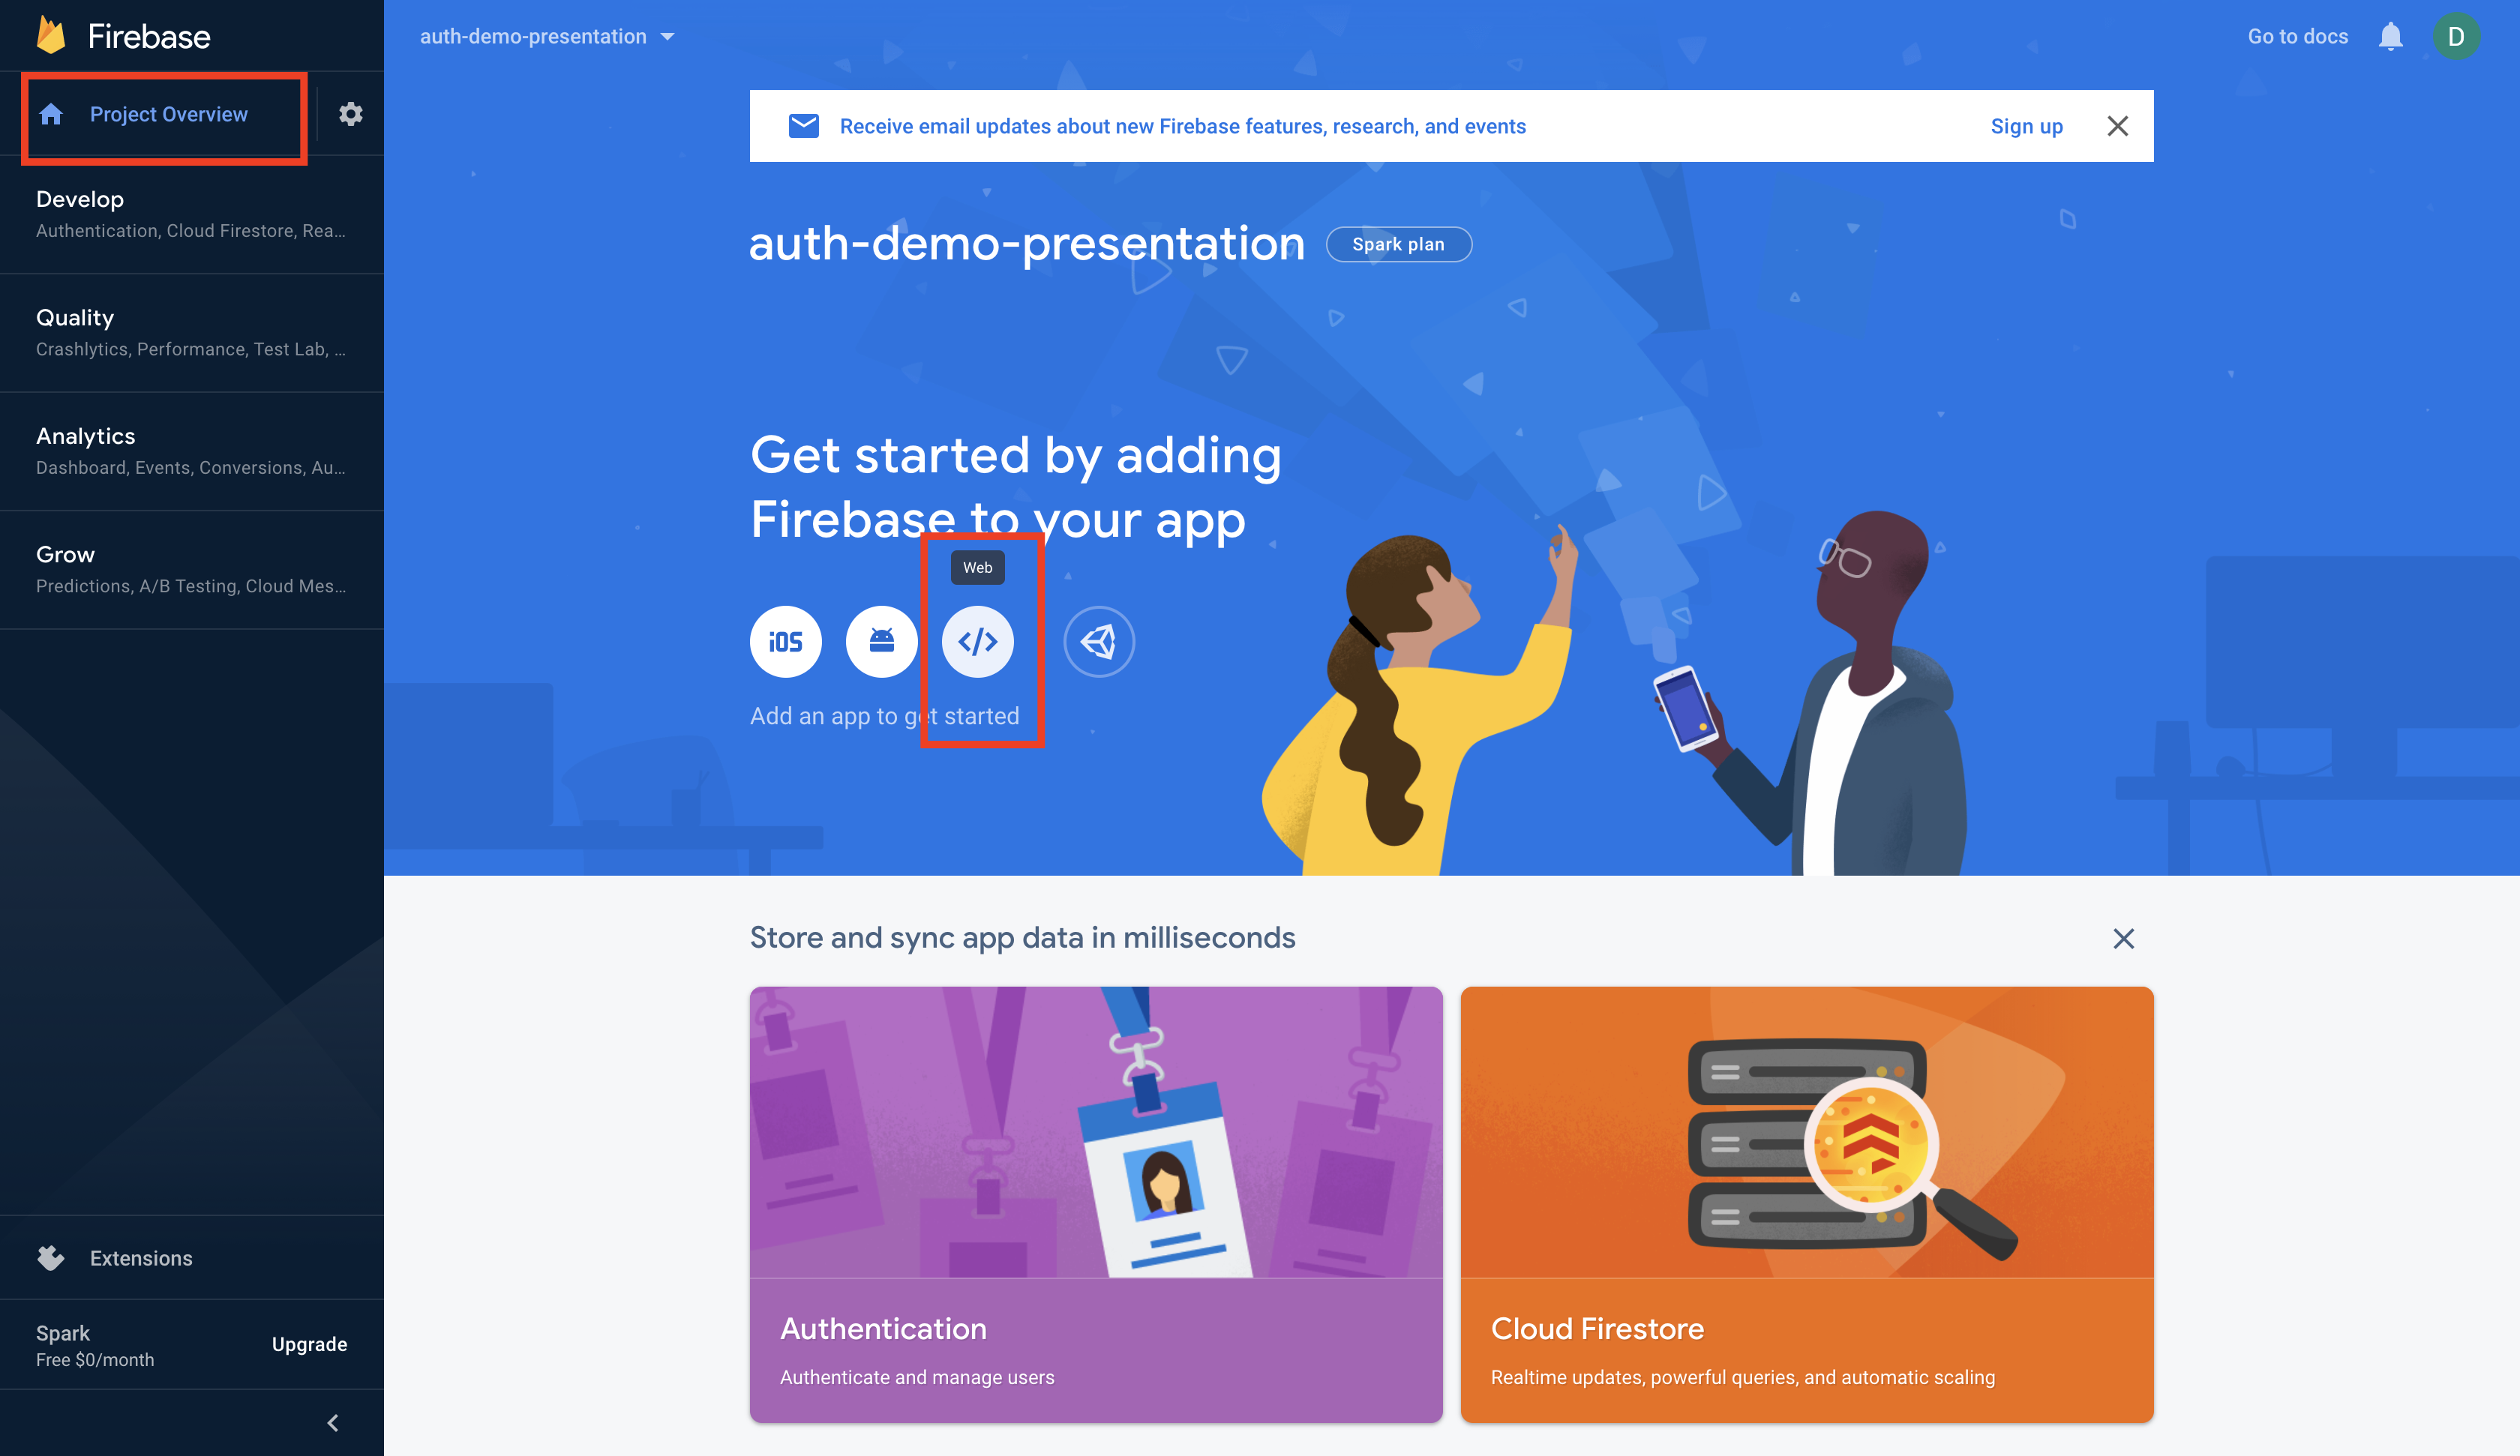 Firebase
Project Overview
Develop
Authentication, Cloud Firestore, Rea...
Quality
Crashlytics, Performance, Test Lab, ...
Analytics
Dashboard, Events, Conversions, Au...
Grow
Predictions, A/B Testing, Cloud Mes...
Extensions
Spark
Free $0/month
Upgrade
auth-demo-presentation
Go to docs
D
Receive email updates about new Firebase features, research, and events
Sign up
auth-demo-presentation
Spark plan
Get started by adding
Firebase to your app
Web
iOS
</>
Add an app to get started
Store and sync app data in milliseconds
Authentication
Authenticate and manage users
Cloud Firestore
Realtime updates, powerful queries, and automatic scaling